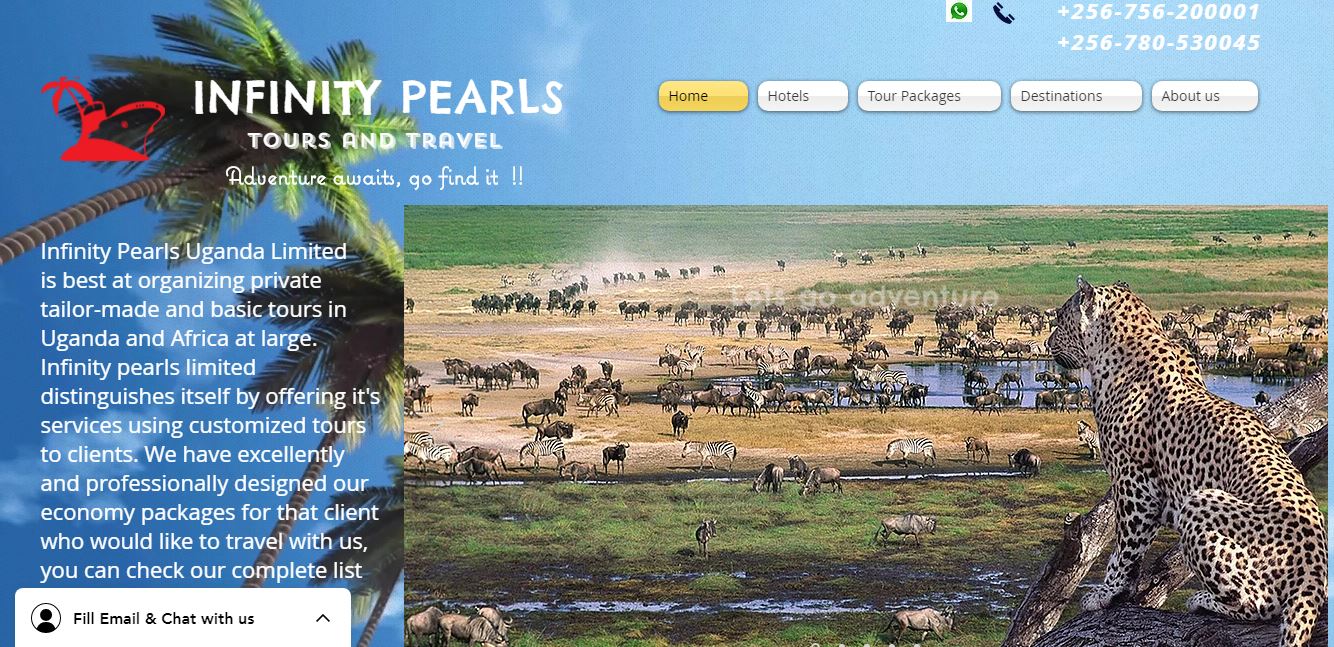 +256-756-200001
+256-780-530045
INFINITY PEARLS
TOURS AND TRAVEL
Adventure awaits, go find it !!
Home
Hotels
Tour Packages
Destinations
About us
Infinity Pearls Uganda Limited
is best at organizing private
tailor-made and basic tours in
Uganda and Africa at large.
Infinity pearls limited
distinguishes itself by offering it's
services using customized tours
to clients. We have excellently
and professionally designed our
economy packages for that client
who would like to travel with us,
you can check our complete list
go adventure
Fill Email & Chat with us